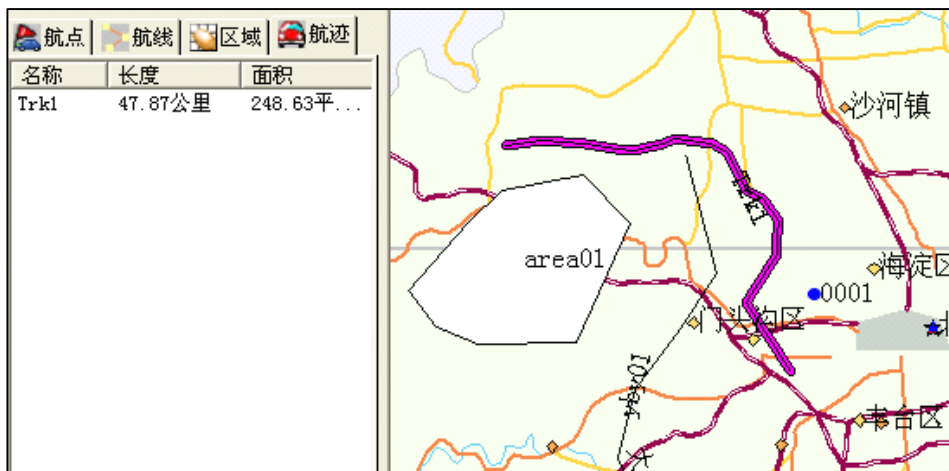 航点 航线 区域 航迹
名称 长度 面积
Trk1 47.87公里 248.63平...
沙河镇
Trk1
area01
海淀区
0001
门头沟区
丰台区